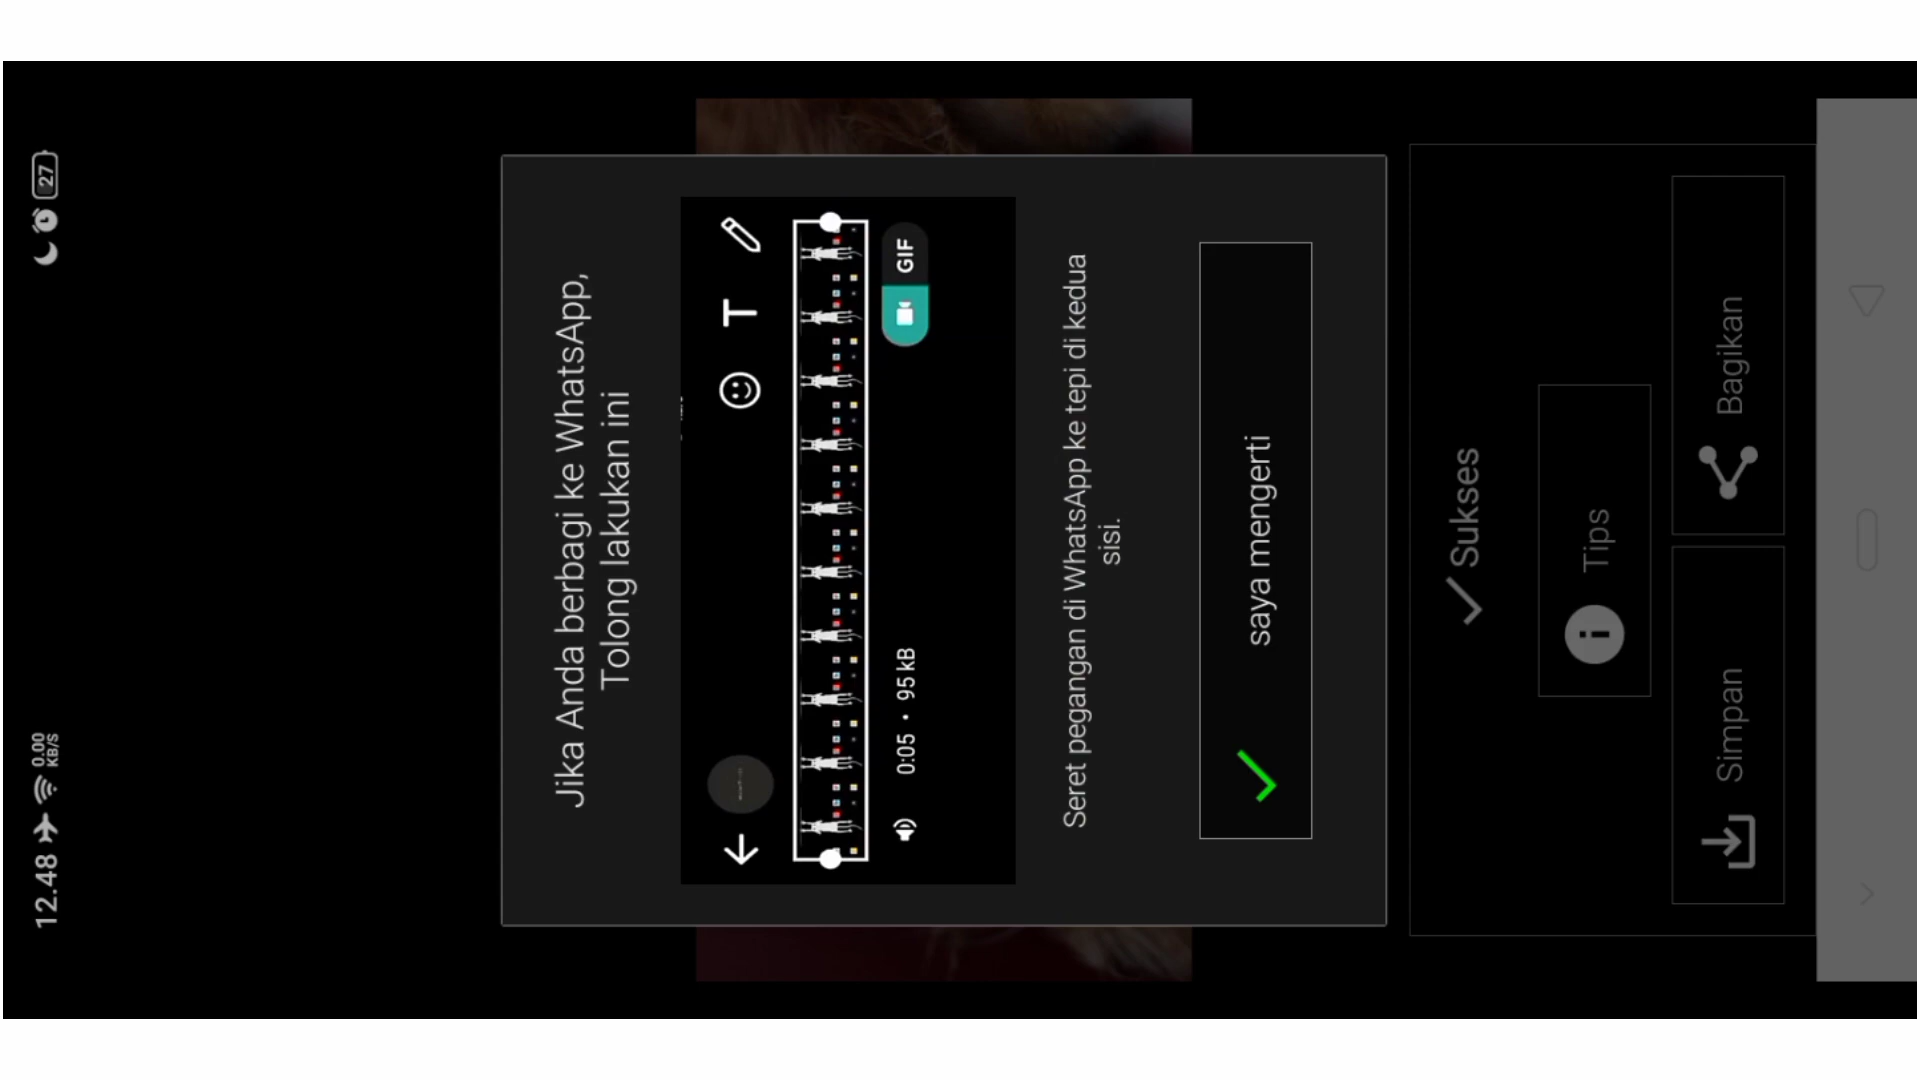 12.48
0.00
KB/S
27
Jika Anda berbagi ke WhatsApp,
Tolong lakukan ini
T
0:05 • 95 kB
GIF
Seret pegangan di WhatsApp ke tepi di kedua
sisi.
saya mengerti
Sukses
Tips
Simpan
Bagikan